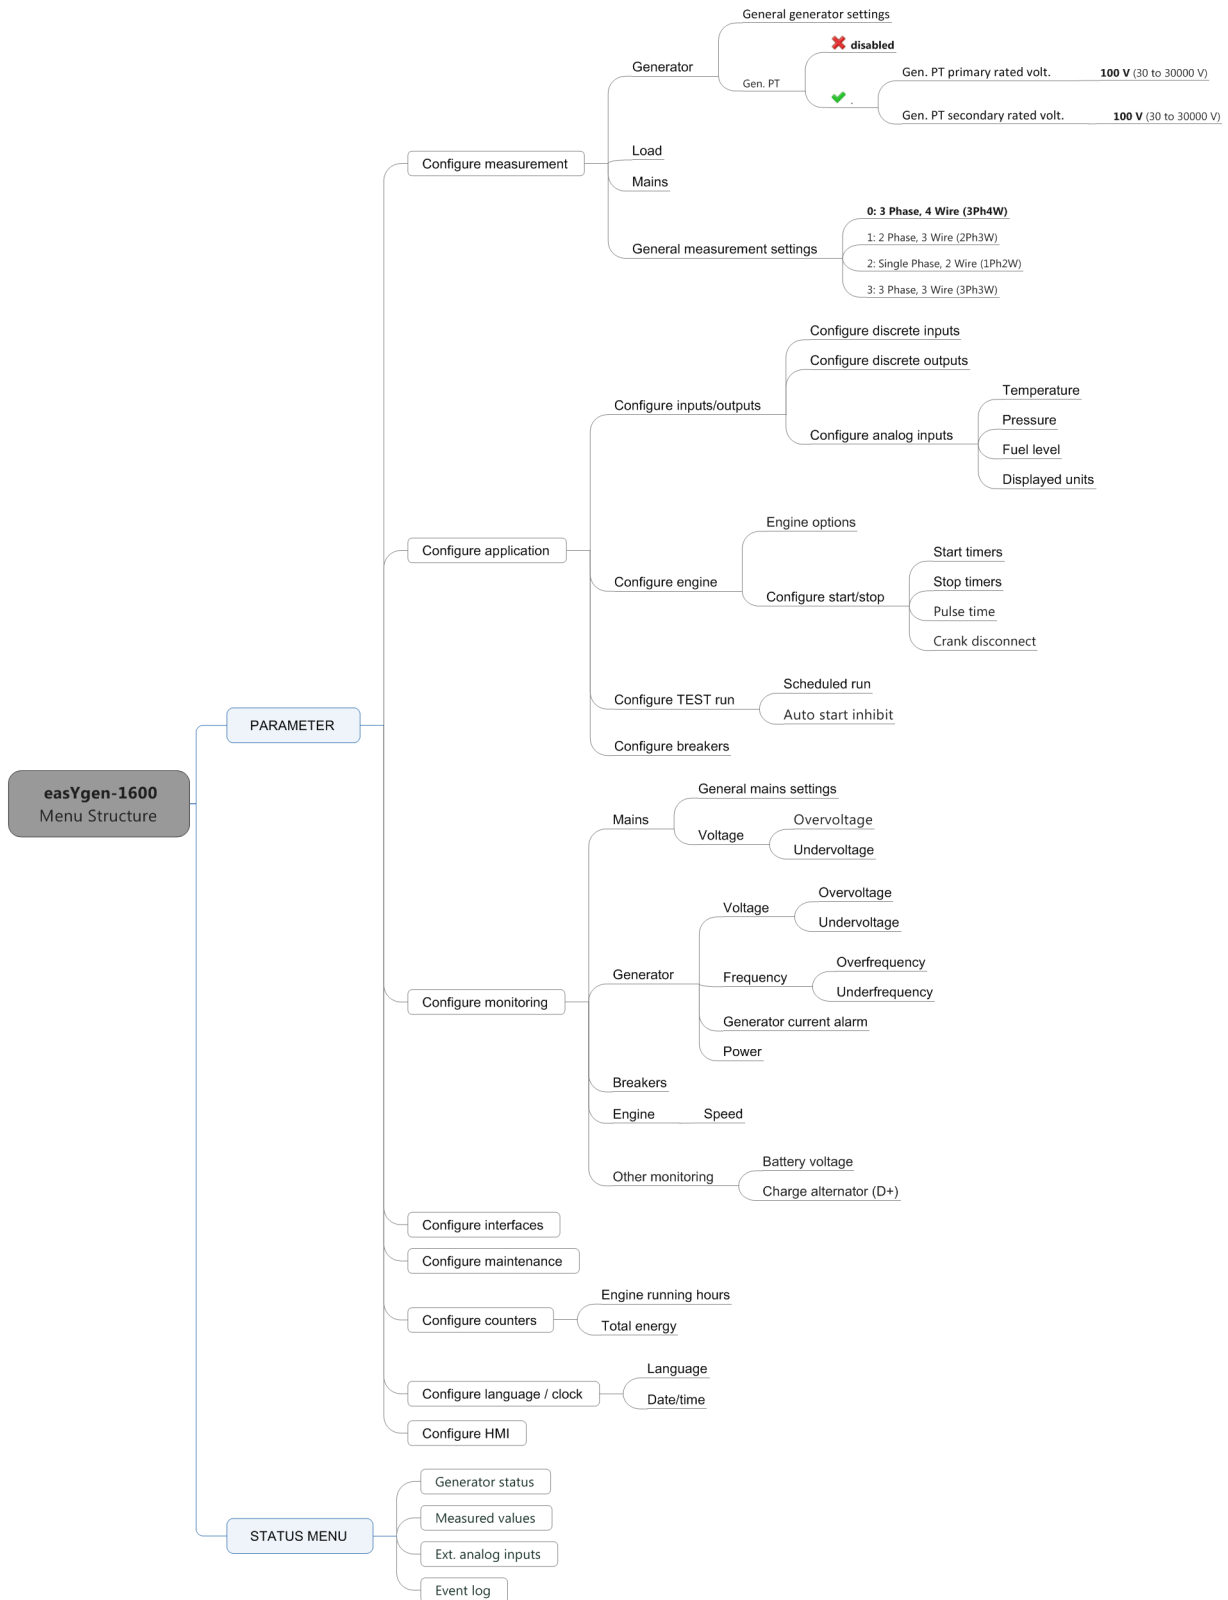 easYgen-1600
Menu Structure
PARAMETER
Configure measurement
Generator
General generator settings
Gen. PT
disabled
.
Gen. PT primary rated volt.
100 V (30 to 30000 V)
Gen. PT secondary rated volt.
100 V (30 to 30000 V)
Load
Mains
General measurement settings
0: 3 Phase, 4 Wire (3Ph4W)
1: 2 Phase, 3 Wire (2Ph3W)
2: Single Phase, 2 Wire (1Ph2W)
3: 3 Phase, 3 Wire (3Ph3W)
Configure application
Configure inputs/outputs
Configure discrete inputs
Configure discrete outputs
Configure analog inputs
Temperature
Pressure
Fuel level
Displayed units
Configure engine
Engine options
Configure start/stop
Start timers
Stop timers
Pulse time
Crank disconnect
Configure TEST run
Scheduled run
Auto start inhibit
Configure breakers
Configure monitoring
Mains
General mains settings
Voltage
Overvoltage
Undervoltage
Generator
Voltage
Overvoltage
Undervoltage
Frequency
Overfrequency
Underfrequency
Generator current alarm
Power
Breakers
Engine
Speed
Other monitoring
Battery voltage
Charge alternator (D+)
Configure interfaces
Configure maintenance
Configure counters
Engine running hours
Total energy
Configure language / clock
Language
Date/time
Configure HMI
STATUS MENU
Generator status
Measured values
Ext. analog inputs
Event log